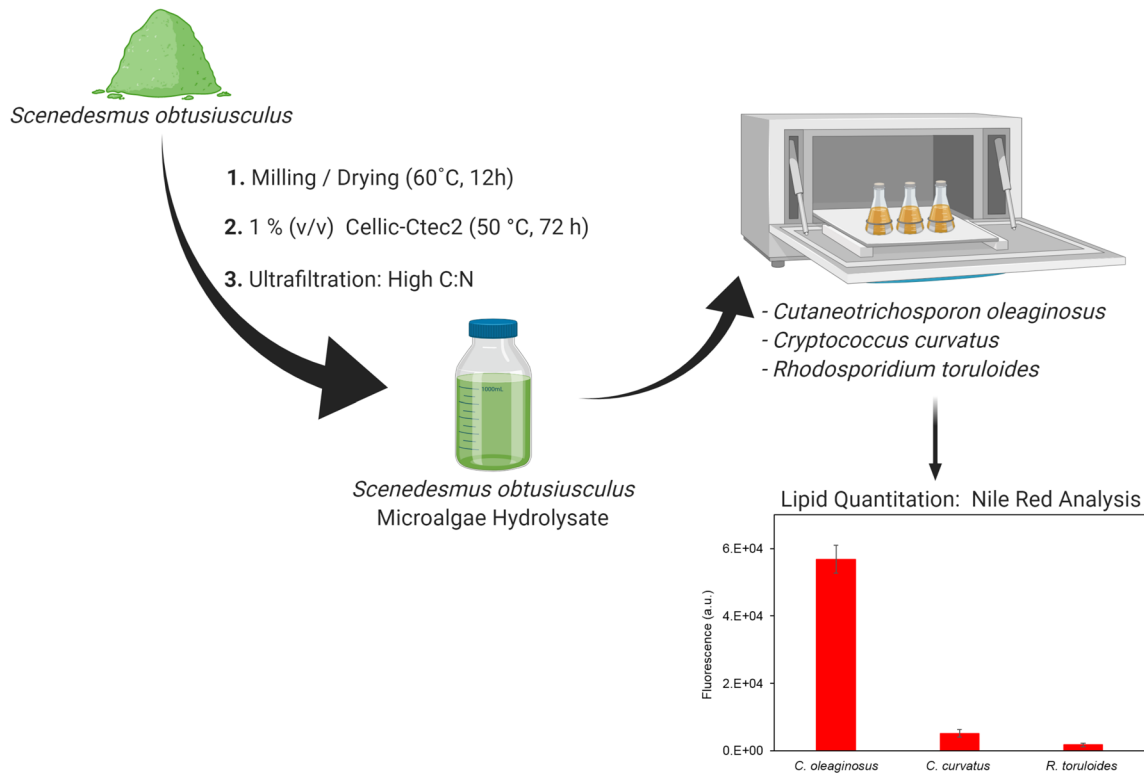 Scenedesmus obtusiusculus
1. Milling / Drying (60˚C, 12h)
2. 1 % (v/v) Cellic-Ctec2 (50 °C, 72 h)
3. Ultrafiltration: High C:N
1000mL
Scenedesmus obtusiusculus
Microalgae Hydrolysate
- Cutaneotrichosporon oleaginosus
- Cryptococcus curvatus
- Rhodosporidium toruloides
Lipid Quantitation: Nile Red Analysis
Fluorescence (a.u.)
6.E+04
4.E+04
2.E+04
0.E+00
C. oleaginosus
C. curvatus
R. toruloides